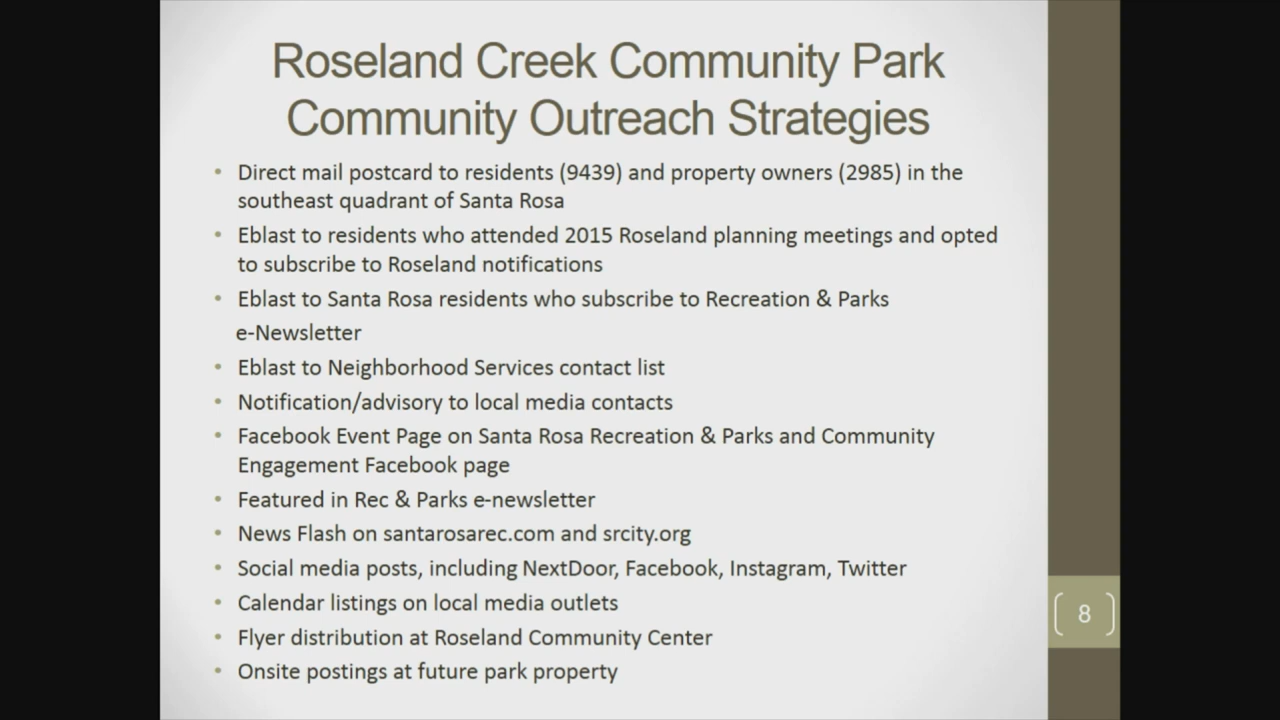 Roseland Creek Community Park
Community Outreach Strategies
• Direct mail postcard to residents (9439) and property owners (2985) in the
southeast quadrant of Santa Rosa
• Eblast to residents who attended 2015 Roseland planning meetings and opted
to subscribe to Roseland notifications
• Eblast to Santa Rosa residents who subscribe to Recreation & Parks
e-Newsletter
• Eblast to Neighborhood Services contact list
• Notification/advisory to local media contacts
• Facebook Event Page on Santa Rosa Recreation & Parks and Community
Engagement Facebook page
• Featured in Rec & Parks e-newsletter
• News Flash on santarosarec.com and srcity.org
• Social media posts, including NextDoor, Facebook, Instagram, Twitter
• Calendar listings on local media outlets
• Flyer distribution at Roseland Community Center
• Onsite postings at future park property
8